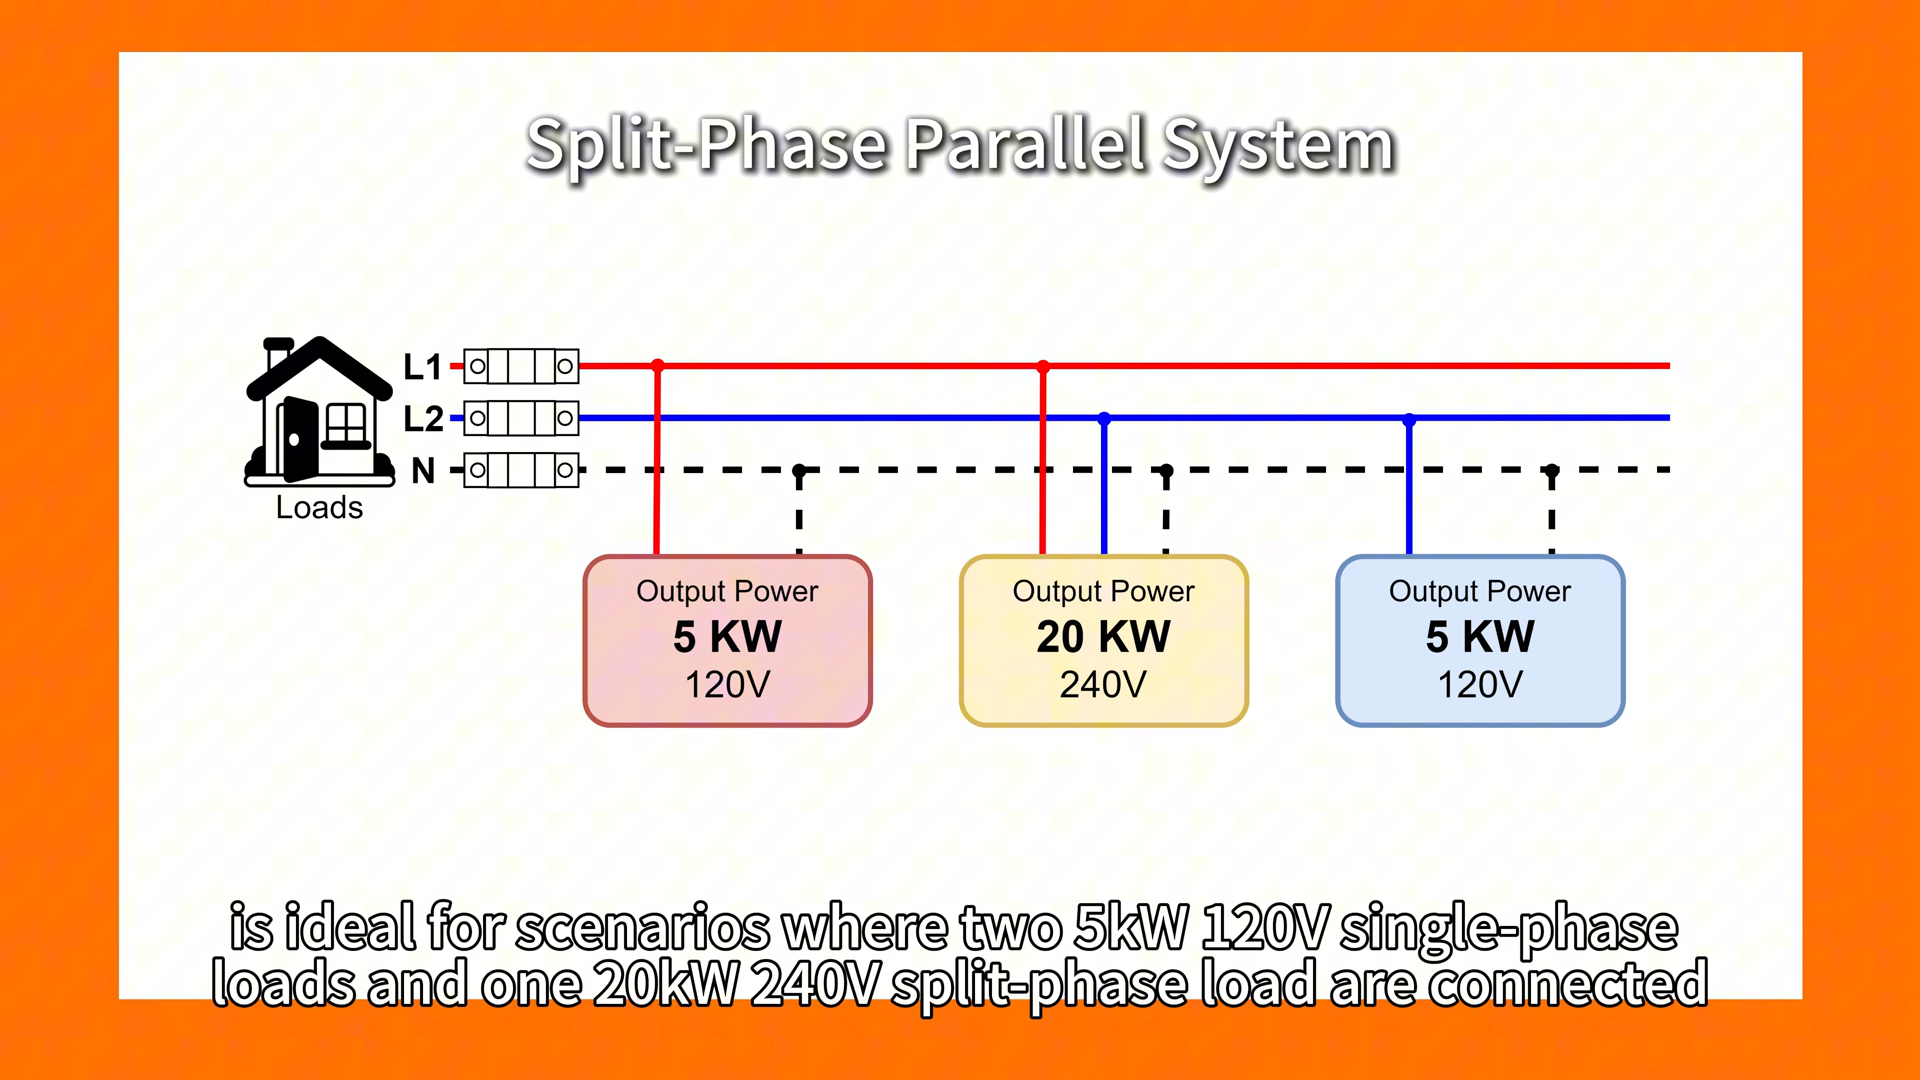 Split-Phase Parallel System
L1
L2
N
Loads
Output Power
5 KW
120V
Output Power
20 KW
240V
Output Power
5 KW
120V
is ideal for scenarios where two 5kW 120V single-phase
loads and one 20kW 240V split-phase load are connected